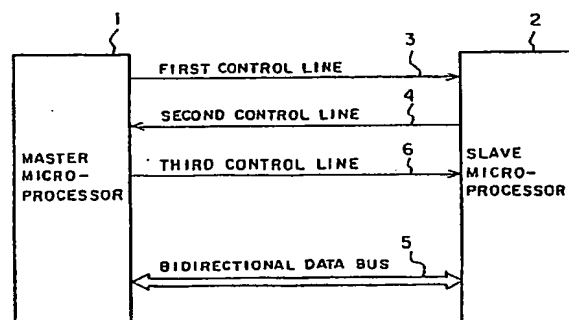 1
2
FIRST CONTROL LINE
3
SECOND CONTROL LINE
4
MASTER
MICRO-
PROCESSOR
THIRD CONTROL LINE
6
SLAVE
MICRO-
PROCESSOR
BIDIRECTIONAL DATA BUS
5